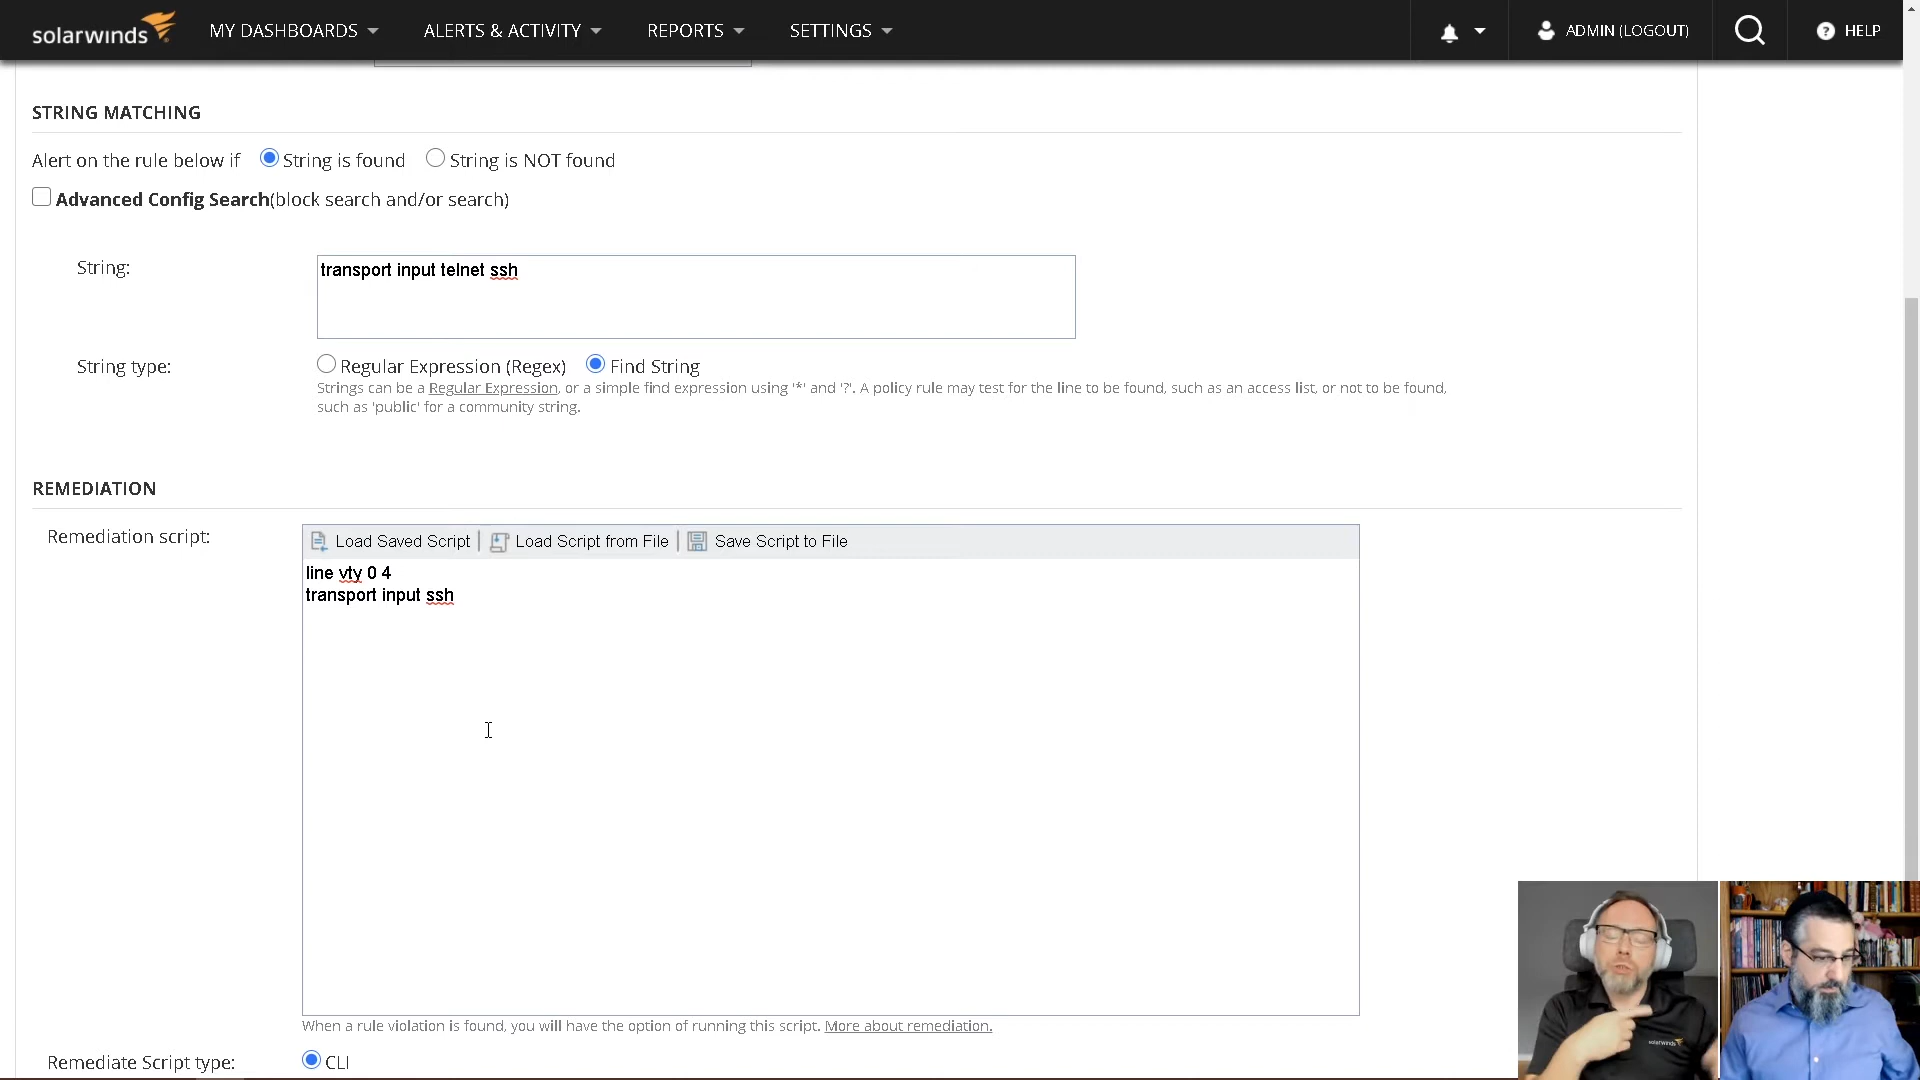 solarwinds
MY DASHBOARDS
ALERTS & ACTIVITY
REPORTS
SETTINGS
ADMIN (LOGOUT)
? HELP
STRING MATCHING
Alert on the rule below if String is found String is NOT found
Advanced Config Search(block search and/or search)
String:
transport input telnet ssh
String type:
Regular Expression (Regex) Find String
Strings can be a Regular Expression, or a simple find expression using '*' and '?'. A policy rule may test for the line to be found, such as an access list, or not to be found,
such as 'public' for a community string.
REMEDIATION
Remediation script:
Load Saved Script | Load Script from File | Save Script to File
line vty 0 4
transport input ssh
When a rule violation is found, you will have the option of running this script. More about remediation.
Remediate Script type:
CLI
solarwinds